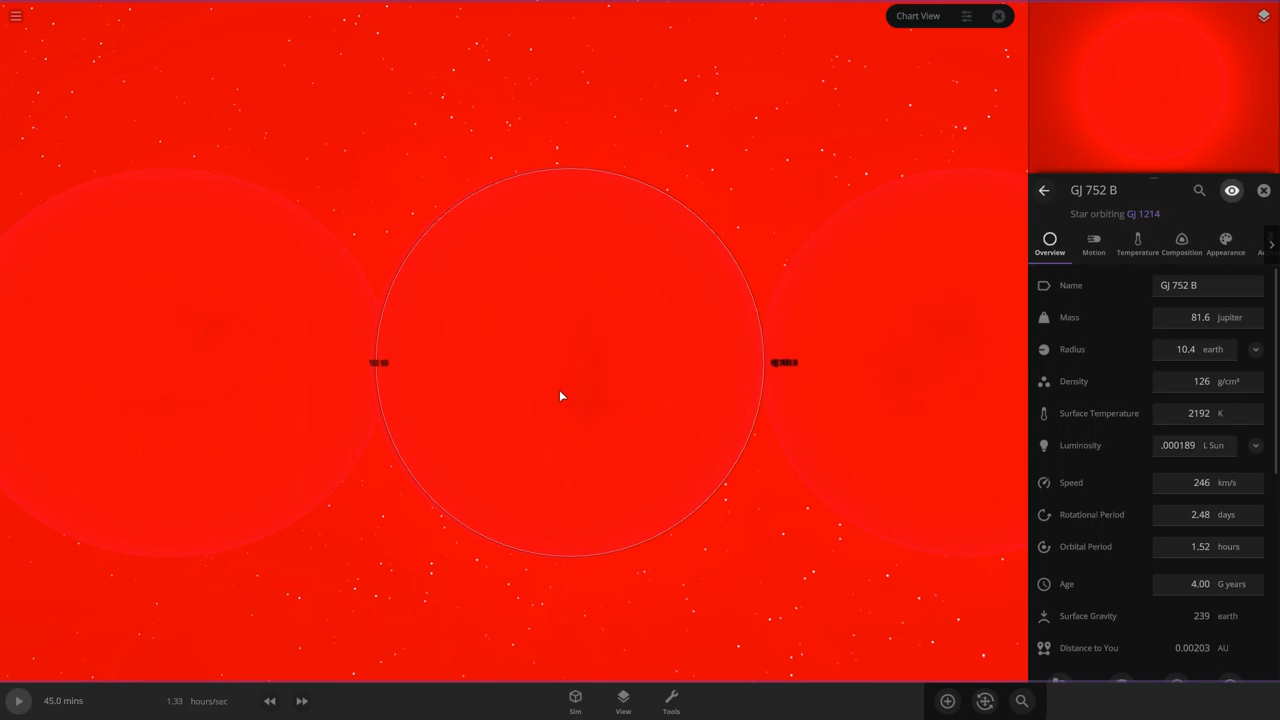 Chart View
GJ 752 B
Star orbiting GJ 1214
Overview Motion Temperature Composition Appearance
Name GJ 752 B
Mass 81.6 Jupiter
Radius 10.4 earth
Density 126 g/cm³
Surface Temperature 2192 K
Luminosity .000189 L Sun
Speed 246 km/s
Rotational Period 2.48 days
Orbital Period 1.52 hours
Age 4.00 G years
Surface Gravity 239 earth
Distance to You 0.00203 AU
45.0 mins 1.33 hours/sec
Sim View Tools